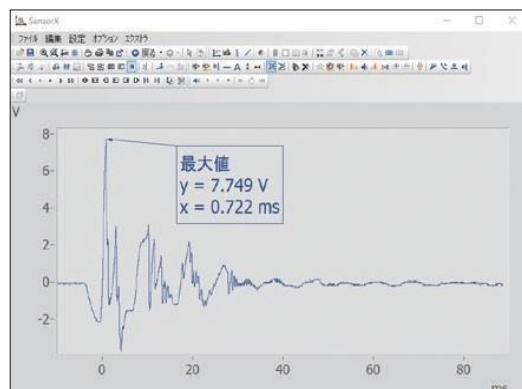 SensorX
ファイル 編集 設定 オプション エクストラ
戻る
V
8
6
4
2
0
-2
最大値
y = 7.749 V
x = 0.722 ms
0 20 40 60 80
ms